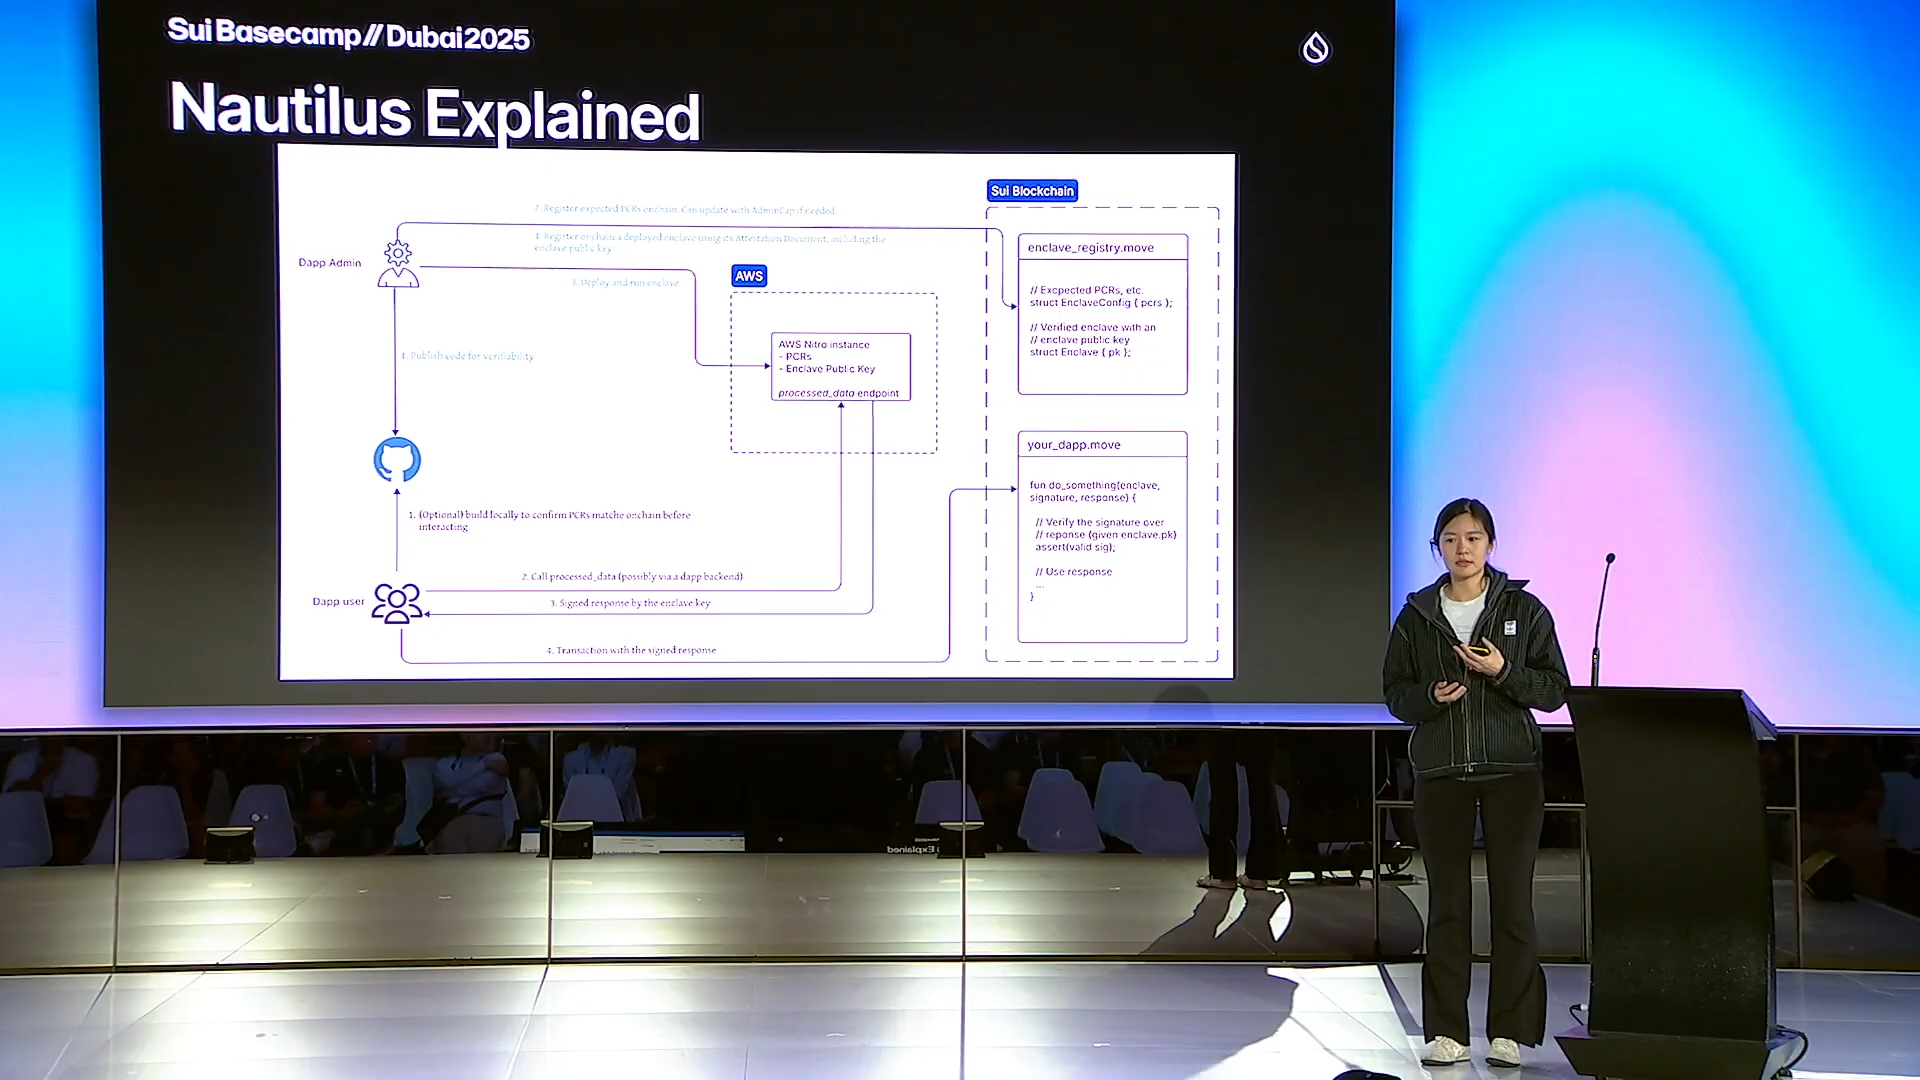 Sui Basecamp//Dubai2025
Nautilus Explained
Sui Blockchain
2. Register expected PCRs onchain. Can update with AdminCap if needed
4. Register onchain a deployed enclave using its Attestation Document, including the
enclave public key
Dapp Admin
3. Deploy and run enclave
AWS
enclave_registry.move
// Excpected PCRs, etc.
struct EnclaveConfig { pcrs };
// Verified enclave with an
// enclave public key
struct Enclave { pk };
AWS Nitro instance
- PCRs
- Enclave Public Key
processed_data endpoint
1. Publish code for verifiability
your_dapp.move
fun do_something(enclave,
signature, response) {
// Verify the signature over
// reponse (given enclave.pk)
assert(valid sig);
// Use response
...
}
1. (Optional) build locally to confirm PCRs matche onchain before
interacting
2. Call processed_data (possibly via a dapp backend)
Dapp user
3. Signed response by the enclave key
4. Transaction with the signed response